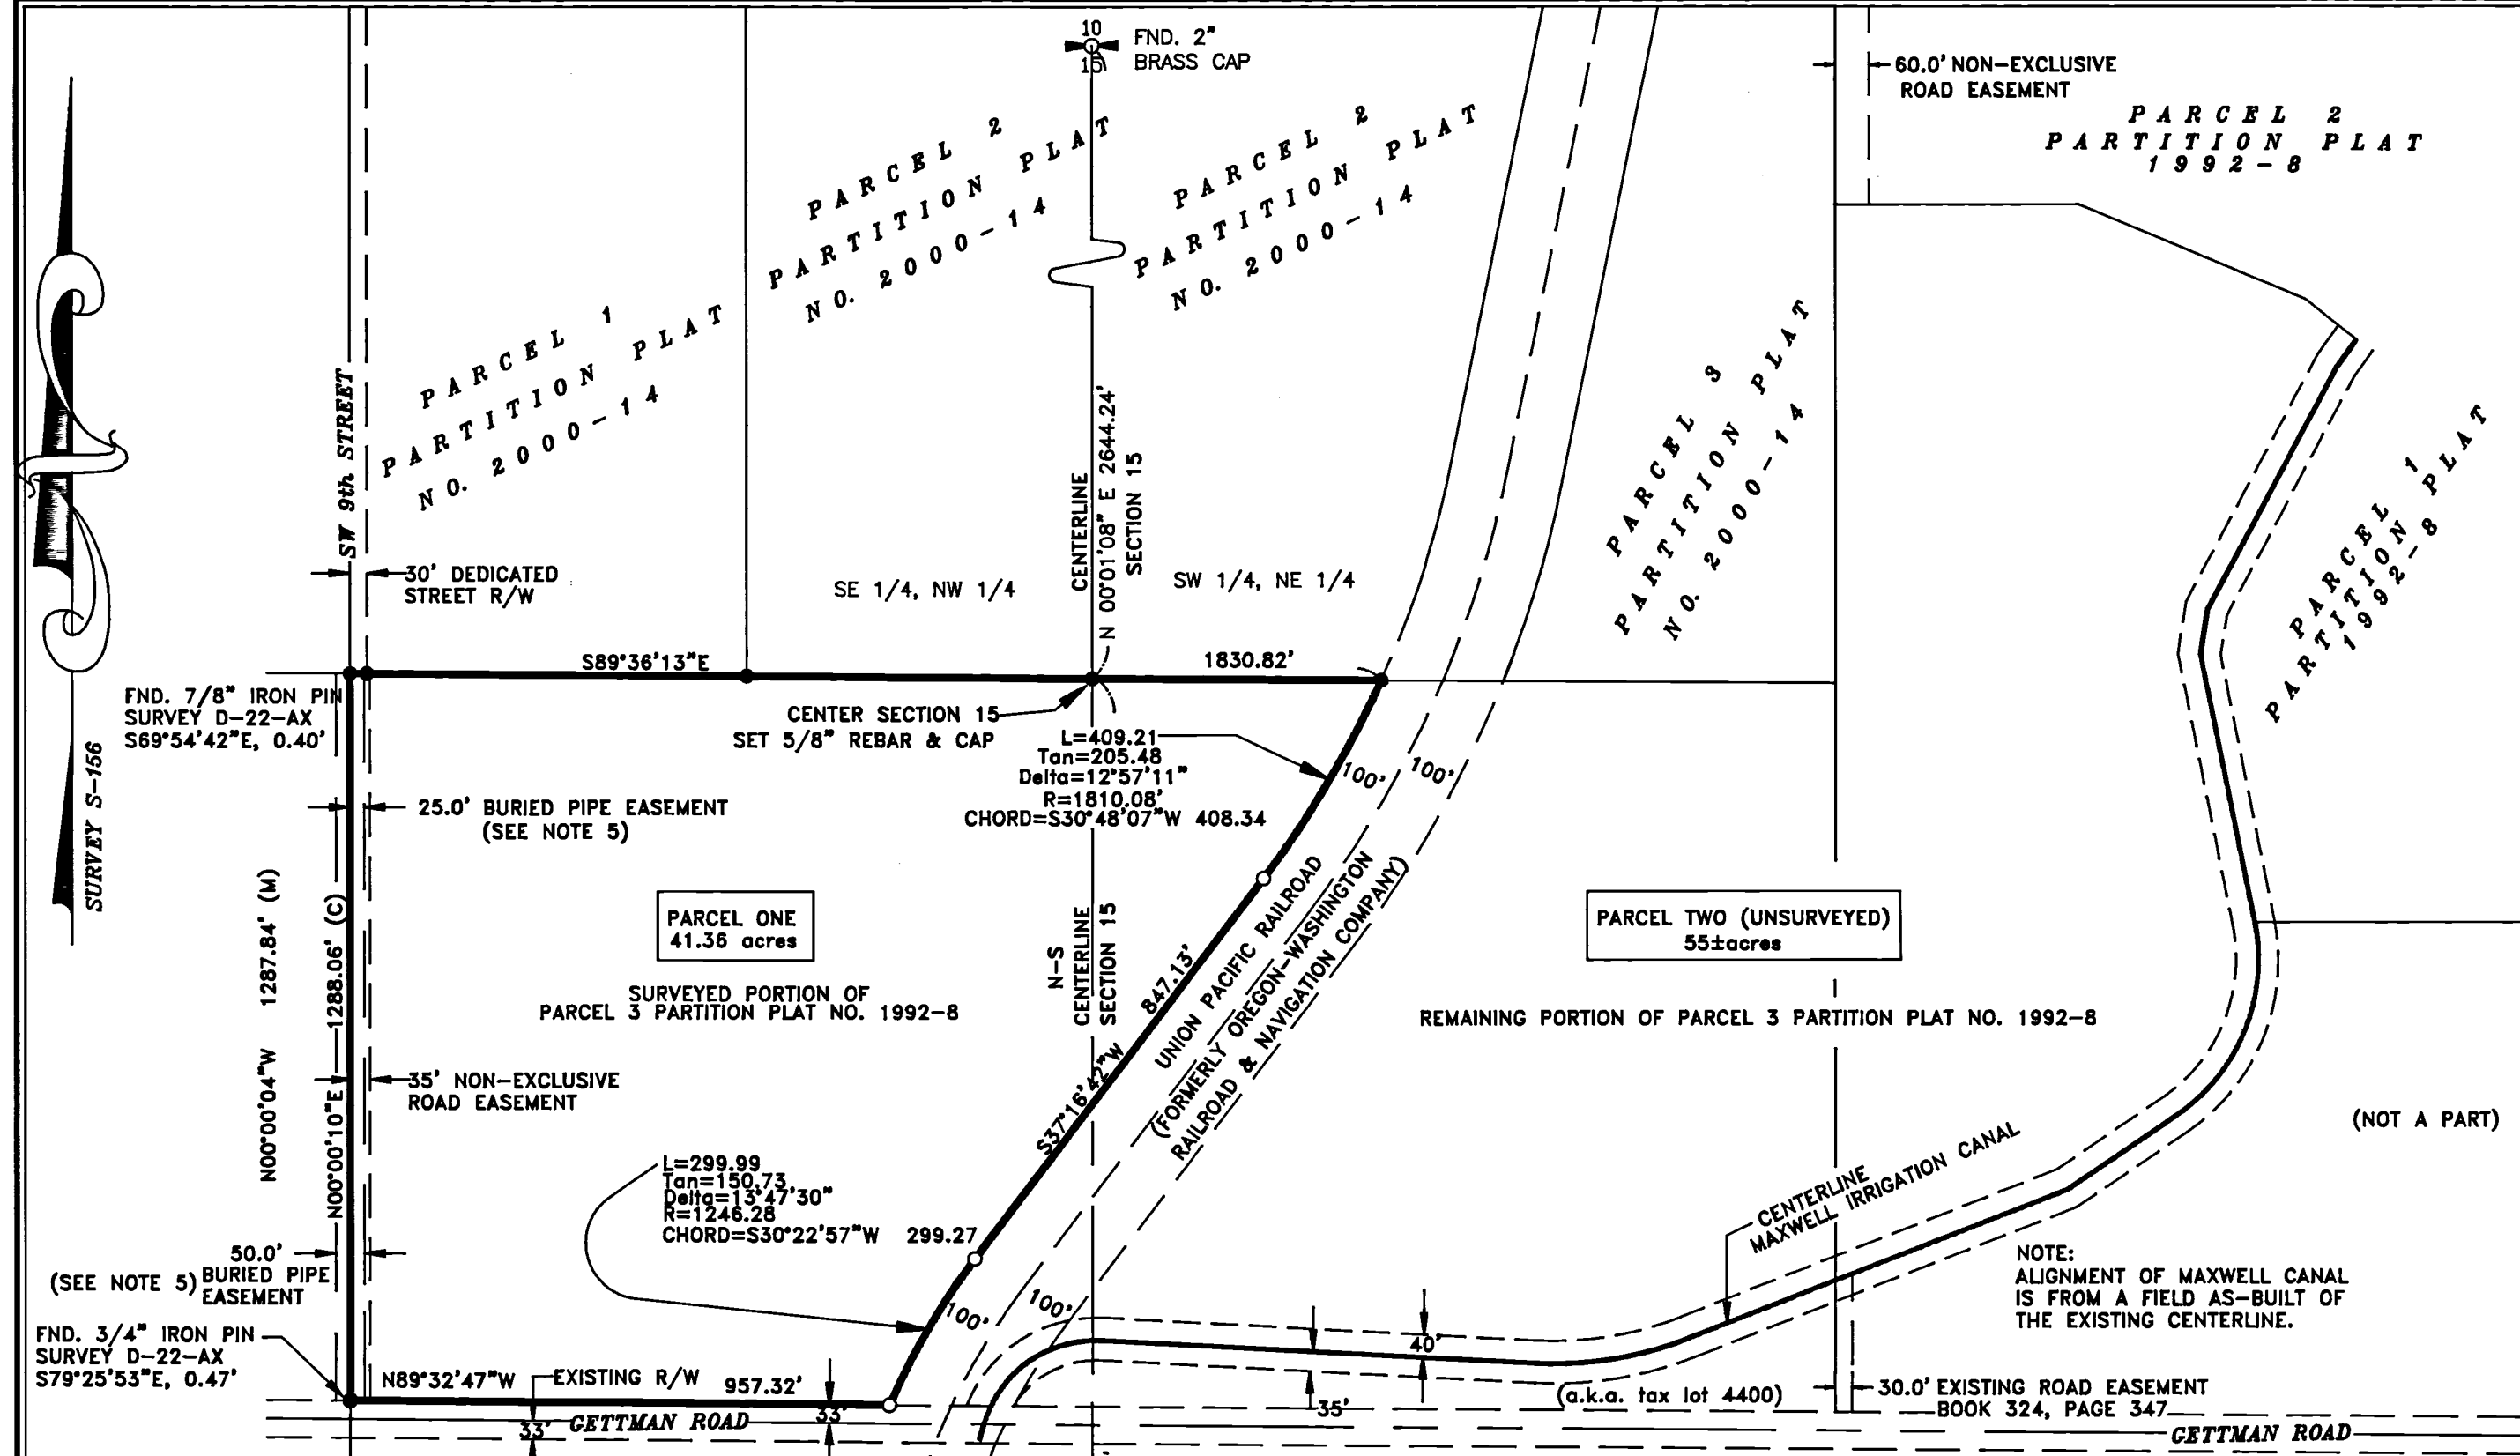 10
15
FND. 2"
BRASS CAP
60.0' NON-EXCLUSIVE
ROAD EASEMENT
PARCEL 2
PARTITION PLAT
1992-8
PARCEL 2
PARTITION PLAT
NO. 2000-14
PARCEL 2
PARTITION PLAT
NO. 2000-14
PARCEL 1
PARTITION PLAT
NO. 2000-14
PARCEL 3
PARTITION PLAT
NO. 2000-14
PARCEL 1
PARTITION PLAT
1992-8
SW 9th STREET
30' DEDICATED
STREET R/W
SE 1/4, NW 1/4
CENTERLINE
N 00°01'08" E 2644.24'
SECTION 15
SW 1/4, NE 1/4
SURVEY S-156
S89°36'13"E
1830.82'
FND. 7/8" IRON PIN
SURVEY D-22-AX
S69°54'42"E, 0.40'
CENTER SECTION 15
SET 5/8" REBAR & CAP
L=409.21
Tan=205.48
Delta=12°57'11"
R=1810.08'
CHORD=S30°48'07"W 408.34
100'
100'
25.0' BURIED PIPE EASEMENT
(SEE NOTE 5)
N00°00'04"W 1287.84' (M)
N00°00'10"E 1288.06' (C)
PARCEL ONE
41.36 acres
SURVEYED PORTION OF
PARCEL 3 PARTITION PLAT NO. 1992-8
N-S
CENTERLINE
SECTION 15
S37°16'42"W 847.13'
UNION PACIFIC RAILROAD
(FORMERLY OREGON-WASHINGTON
RAILROAD & NAVIGATION COMPANY)
PARCEL TWO (UNSURVEYED)
55±acres
REMAINING PORTION OF PARCEL 3 PARTITION PLAT NO. 1992-8
35' NON-EXCLUSIVE
ROAD EASEMENT
(NOT A PART)
L=299.99
Tan=150.73
Delta=13°47'30"
R=1246.28
CHORD=S30°22'57"W 299.27
CENTERLINE
MAXWELL IRRIGATION CANAL
50.0'
(SEE NOTE 5) BURIED PIPE
EASEMENT
NOTE:
ALIGNMENT OF MAXWELL CANAL
IS FROM A FIELD AS-BUILT OF
THE EXISTING CENTERLINE.
100'
100'
FND. 3/4" IRON PIN
SURVEY D-22-AX
S79°25'53"E, 0.47'
40'
35'
N89°32'47"W
EXISTING R/W
957.32'
33'
33'
GETTMAN ROAD
(a.k.a. tax lot 4400)
30.0' EXISTING ROAD EASEMENT
BOOK 324, PAGE 347
GETTMAN ROAD